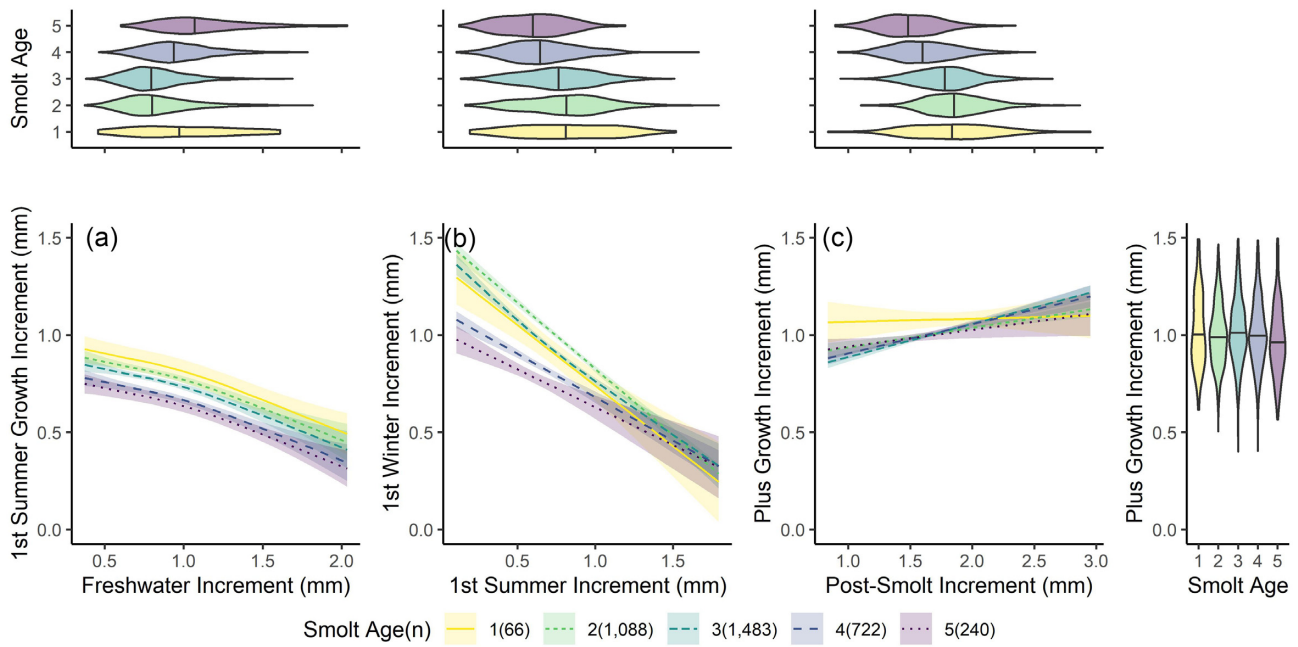 Smolt Age
5
4
3
2
1
(a)
1st Summer Growth Increment (mm)
1.5
1.0
0.5
0.0
0.5 1.0 1.5 2.0
Freshwater Increment (mm)
(b)
1st Winter Increment (mm)
1.5
1.0
0.5
0.0
0.5 1.0 1.5
1st Summer Increment (mm)
(c)
Plus Growth Increment (mm)
1.5
1.0
0.5
0.0
1.0 1.5 2.0 2.5 3.0
Post-Smolt Increment (mm)
Plus Growth Increment (mm)
1.5
1.0
0.5
0.0
1 2 3 4 5
Smolt Age
Smolt Age(n) 1(66) 2(1,088) 3(1,483) 4(722) 5(240)